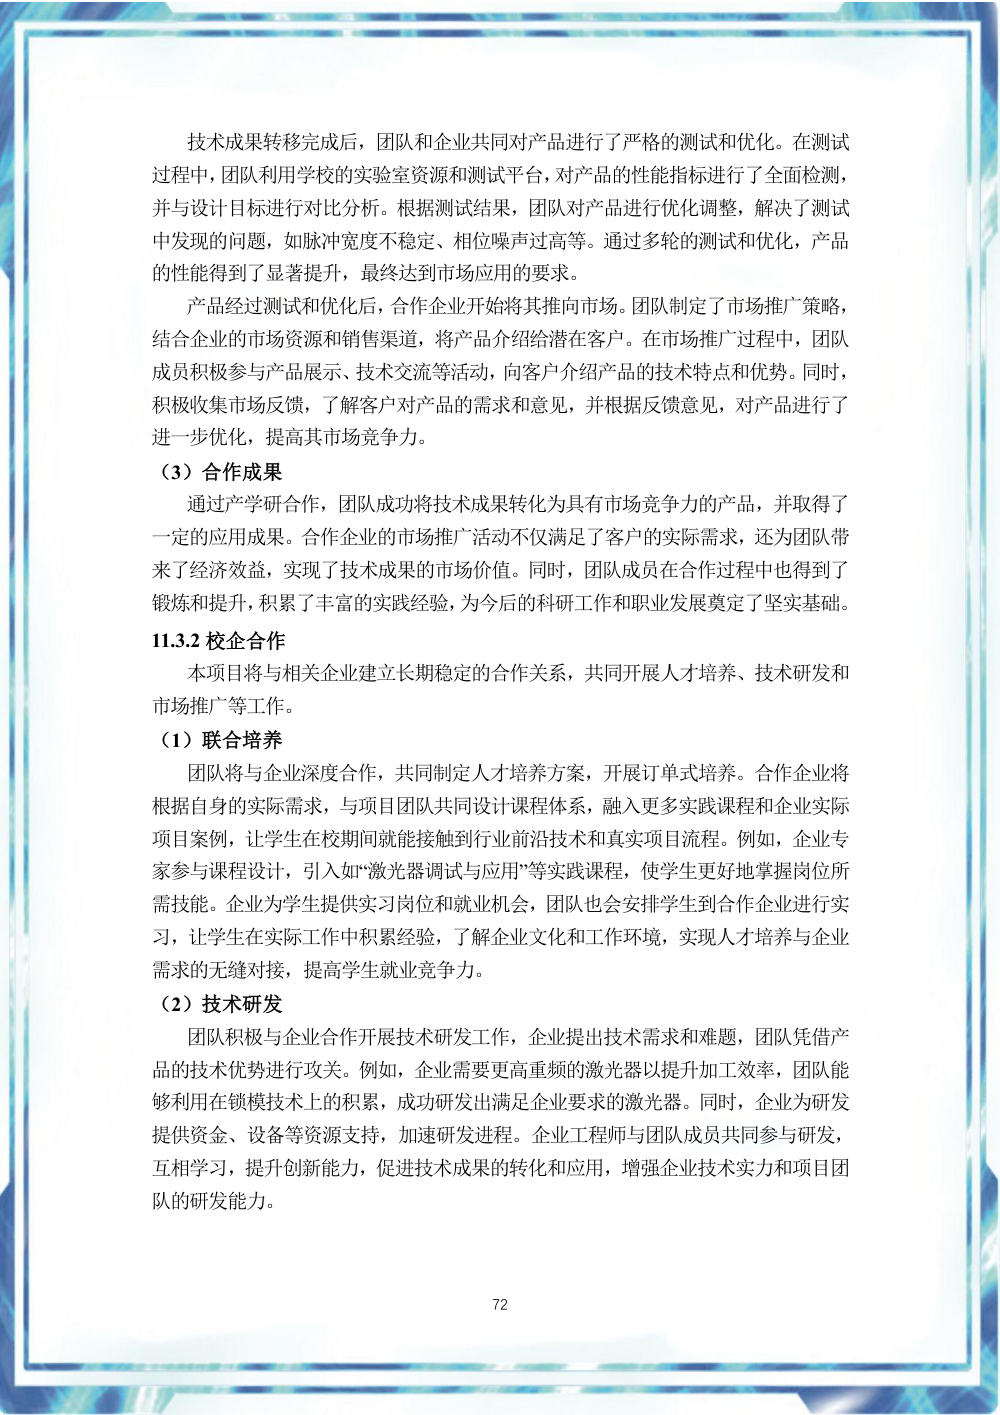 技术成果转移完成后，团队和企业共同对产品进行了严格的测试和优化。在测试
过程中，团队利用学校的实验室资源和测试平台，对产品的性能指标进行了全面检测，
并与设计目标进行对比分析。根据测试结果，团队对产品进行优化调整，解决了测试
中发现的问题，如脉冲宽度不稳定、相位噪声过高等。通过多轮的测试和优化，产品
的性能得到了显著提升，最终达到市场应用的要求。
产品经过测试和优化后，合作企业开始将其推向市场。团队制定了市场推广策略，
结合企业的市场资源和销售渠道，将产品介绍给潜在客户。在市场推广过程中，团队
成员积极参与产品展示、技术交流等活动，向客户介绍产品的技术特点和优势。同时，
积极收集市场反馈，了解客户对产品的需求和意见，并根据反馈意见，对产品进行了
进一步优化，提高其市场竞争力。
（3）合作成果
通过产学研合作，团队成功将技术成果转化为具有市场竞争力的产品，并取得了
一定的应用成果。合作企业的市场推广活动不仅满足了客户的实际需求，还为团队带
来了经济效益，实现了技术成果的市场价值。同时，团队成员在合作过程中也得到了
锻炼和提升，积累了丰富的实践经验，为今后的科研工作和职业发展奠定了坚实基础。
11.3.2 校企合作
本项目将与相关企业建立长期稳定的合作关系，共同开展人才培养、技术研发和
市场推广等工作。
（1）联合培养
团队将与企业深度合作，共同制定人才培养方案，开展订单式培养。合作企业将
根据自身的实际需求，与项目团队共同设计课程体系，融入更多实践课程和企业实际
项目案例，让学生在校期间就能接触到行业前沿技术和真实项目流程。例如，企业专
家参与课程设计，引入如“激光器调试与应用”等实践课程，使学生更好地掌握岗位所
需技能。企业为学生提供实习岗位和就业机会，团队也会安排学生到合作企业进行实
习，让学生在实际工作中积累经验，了解企业文化和工作环境，实现人才培养与企业
需求的无缝对接，提高学生就业竞争力。
（2）技术研发
团队积极与企业合作开展技术研发工作，企业提出技术需求和难题，团队凭借产
品的技术优势进行攻关。例如，企业需要更高重频的激光器以提升加工效率，团队能
够利用在锁模技术上的积累，成功研发出满足企业要求的激光器。同时，企业为研发
提供资金、设备等资源支持，加速研发进程。企业工程师与团队成员共同参与研发，
互相学习，提升创新能力，促进技术成果的转化和应用，增强企业技术实力和项目团
队的研发能力。
72